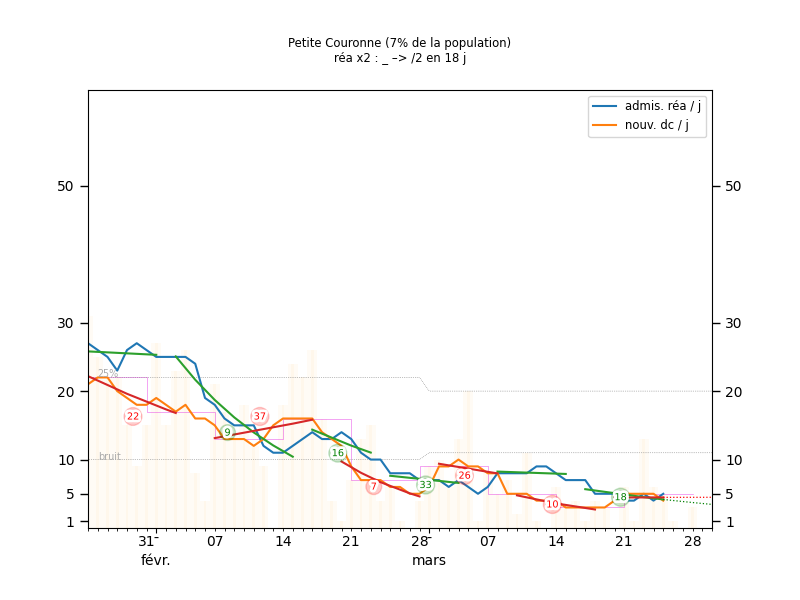 Petite Couronne (7% de la population)
réa x2 : _ –> /2 en 18 j
admis. réa / j
nouv. dc / j
50 50
30 30
25%
20 20
22 37
9
16
bruit
10 10
26
33
7
5 18 5
10
1 1
31 07 14 21 28 07 14 21 28
févr. mars